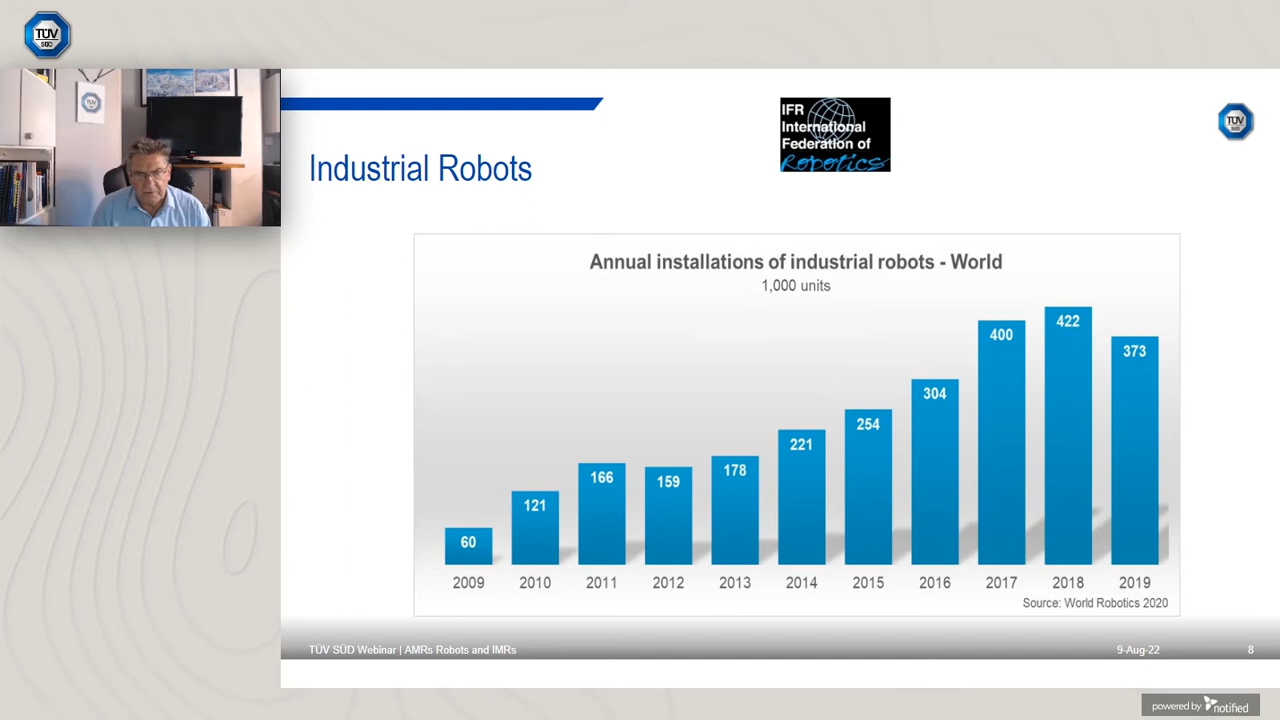 TÜV
SÜD
TÜV
IFR
International
Federation of
Robotics
TÜV
SÜD
Industrial Robots
Annual installations of industrial robots - World
1,000 units
60
121
166
159
178
221
254
304
400
422
373
2009
2010
2011
2012
2013
2014
2015
2016
2017
2018
2019
Source: World Robotics 2020
TÜV SÜD Webinar | AMRs Robots and IMRs
9-Aug-22
8
powered by notified